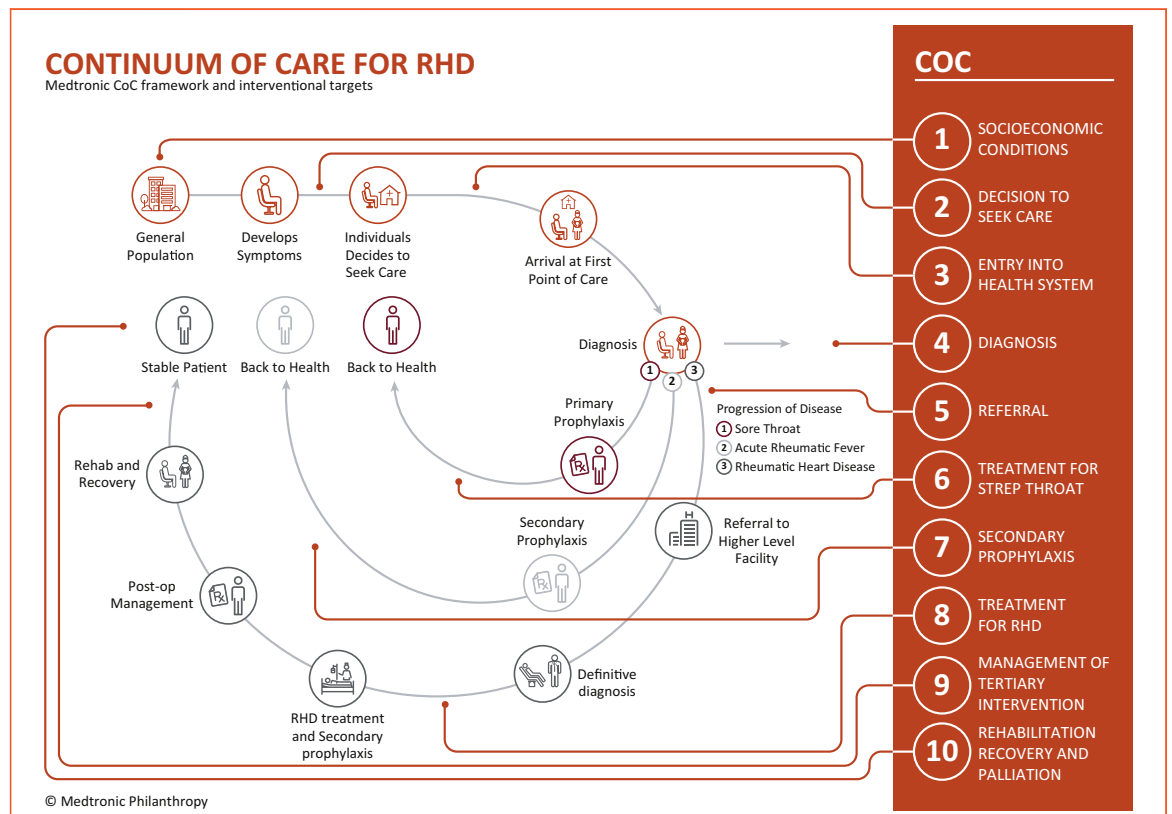 CONTINUUM OF CARE FOR RHD
Medtronic CoC framework and interventional targets
General
Population
Develops
Symptoms
Individuals
Decides to
Seek Care
Arrival at First
Point of Care
Diagnosis
1
2
3
Stable Patient
Back to Health
Back to Health
Primary
Prophylaxis
Rx
Progression of Disease
1 Sore Throat
2 Acute Rheumatic Fever
3 Rheumatic Heart Disease
Rehab and
Recovery
Secondary
Prophylaxis
Rx
H
Referral to
Higher Level
Facility
Post-op
Management
Rx
Definitive
diagnosis
RHD treatment
and Secondary
prophylaxis
© Medtronic Philanthropy
COC
1 SOCIOECONOMIC
CONDITIONS
2 DECISION TO
SEEK CARE
3 ENTRY INTO
HEALTH SYSTEM
4 DIAGNOSIS
5 REFERRAL
6 TREATMENT FOR
STREP THROAT
7 SECONDARY
PROPHYLAXIS
8 TREATMENT
FOR RHD
9 MANAGEMENT OF
TERTIARY
INTERVENTION
10 REHABILITATION
RECOVERY AND
PALLIATION